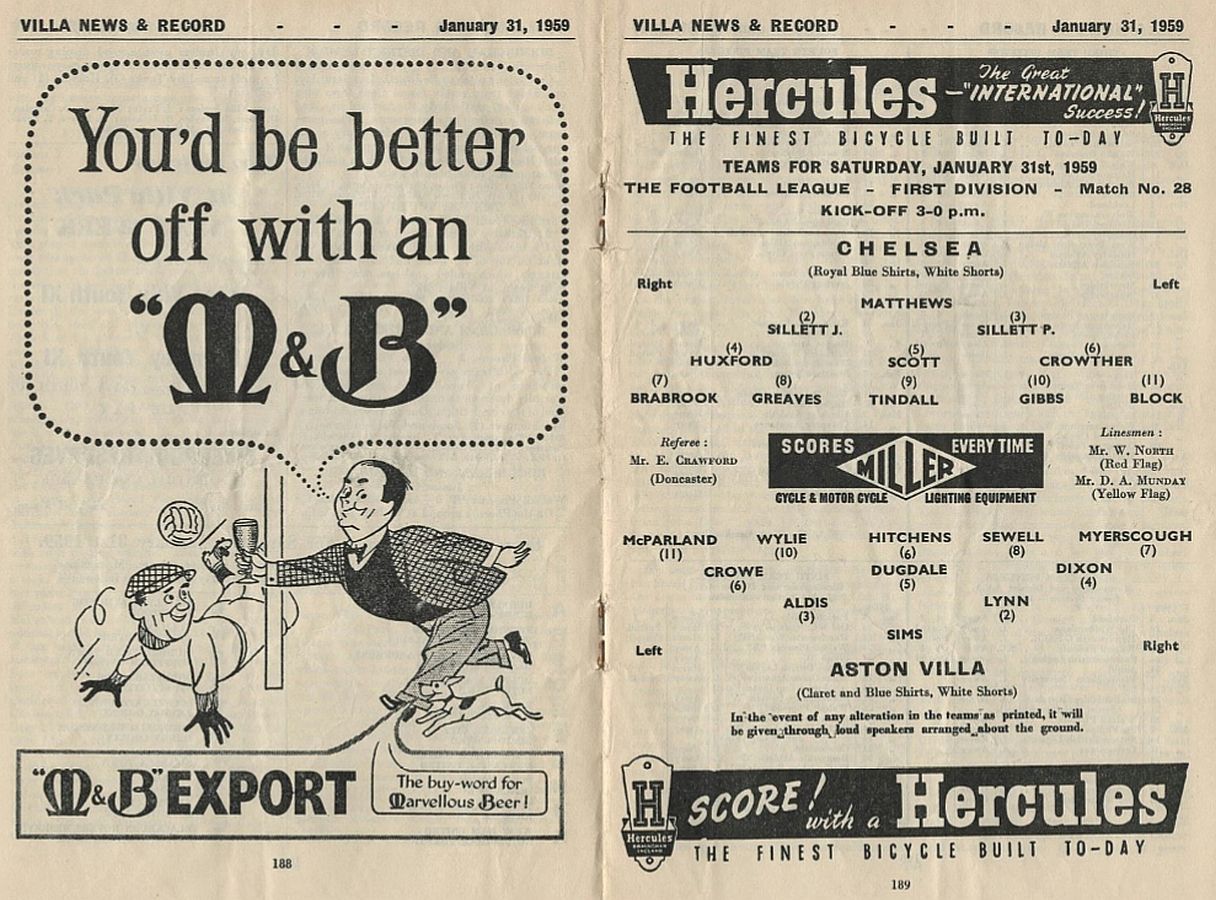 VILLA NEWS & RECORD - - - January 31, 1959
You'd be better
off with an
"M&B"
"M&B" EXPORT
The buy-word for
Marvellous Beer!
188
VILLA NEWS & RECORD - - - January 31, 1959
Hercules
The Great
—"INTERNATIONAL"
Success!
H
Hercules
BIRMINGHAM
ENGLAND
THE FINEST BICYCLE BUILT TO-DAY
TEAMS FOR SATURDAY, JANUARY 31st, 1959
THE FOOTBALL LEAGUE - FIRST DIVISION - Match No. 28
KICK-OFF 3-0 p.m.
CHELSEA
(Royal Blue Shirts, White Shorts)
Right Left
MATTHEWS
(2) (3)
SILLETT J. SILLETT P.
(4) (5) (6)
HUXFORD SCOTT CROWTHER
(7) (8) (9) (10) (11)
BRABROOK GREAVES TINDALL GIBBS BLOCK
Referee :
Mr. E. CRAWFORD
(Doncaster)
SCORES EVERY TIME
MILLER
CYCLE & MOTOR CYCLE LIGHTING EQUIPMENT
Linesmen :
Mr. W. NORTH
(Red Flag)
Mr. D. A. MUNDAY
(Yellow Flag)
McPARLAND WYLIE HITCHENS SEWELL MYERSCOUGH
(11) (10) (6) (8) (7)
CROWE DUGDALE DIXON
(6) (5) (4)
ALDIS LYNN
(3) (2)
SIMS
Left Right
ASTON VILLA
(Claret and Blue Shirts, White Shorts)
In the event of any alteration in the teams as printed, it will
be given through loud speakers arranged about the ground.
H
Hercules
BIRMINGHAM
ENGLAND
SCORE!
with a
Hercules
THE FINEST BICYCLE BUILT TO-DAY
189